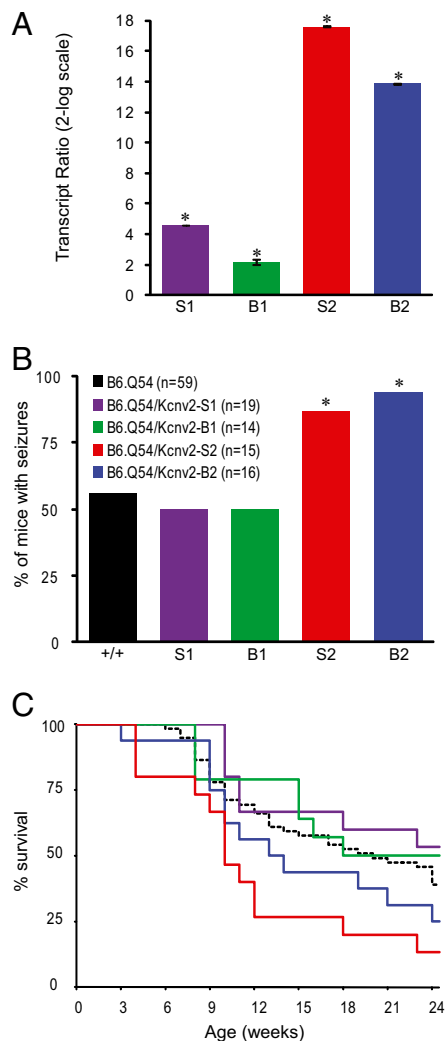 A
Transcript Ratio (2-log scale)
18
16
14
12
10
8
6
4
2
0
*
*
*
*
S1
B1
S2
B2
B
% of mice with seizures
100
75
50
25
0
B6.Q54 (n=59)
B6.Q54/Kcnv2-S1 (n=19)
B6.Q54/Kcnv2-B1 (n=14)
B6.Q54/Kcnv2-S2 (n=15)
B6.Q54/Kcnv2-B2 (n=16)
*
*
+/+
S1
B1
S2
B2
C
% survival
100
75
50
25
0
0
3
6
9
12
15
18
21
24
Age (weeks)